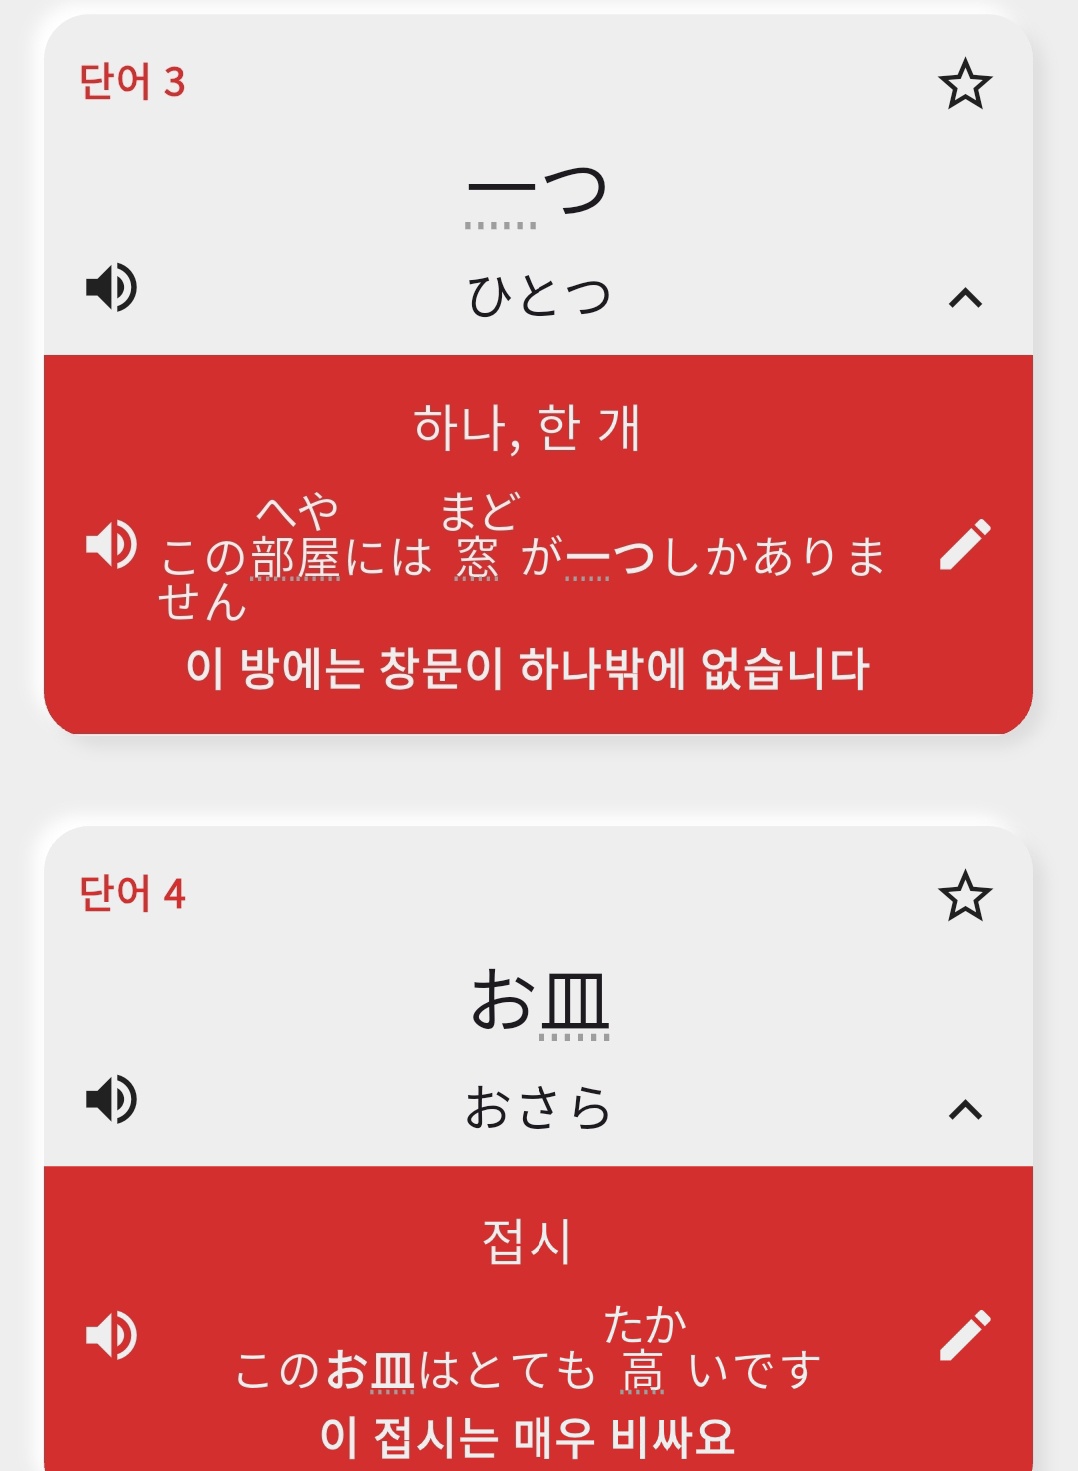 단어 3
一つ
ひとつ
하나, 한 개
へや まど
この部屋には 窓 が一つしかありま
せん
이 방에는 창문이 하나밖에 없습니다
단어 4
お皿
おさら
접시
たか
このお皿はとても 高 いです
이 접시는 매우 비싸요